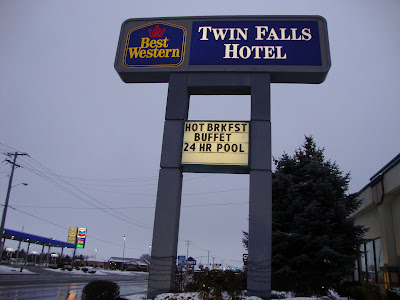 Best
Western
TWIN FALLS
HOTEL
HOT BRKFST
BUFFET
24 HR POOL